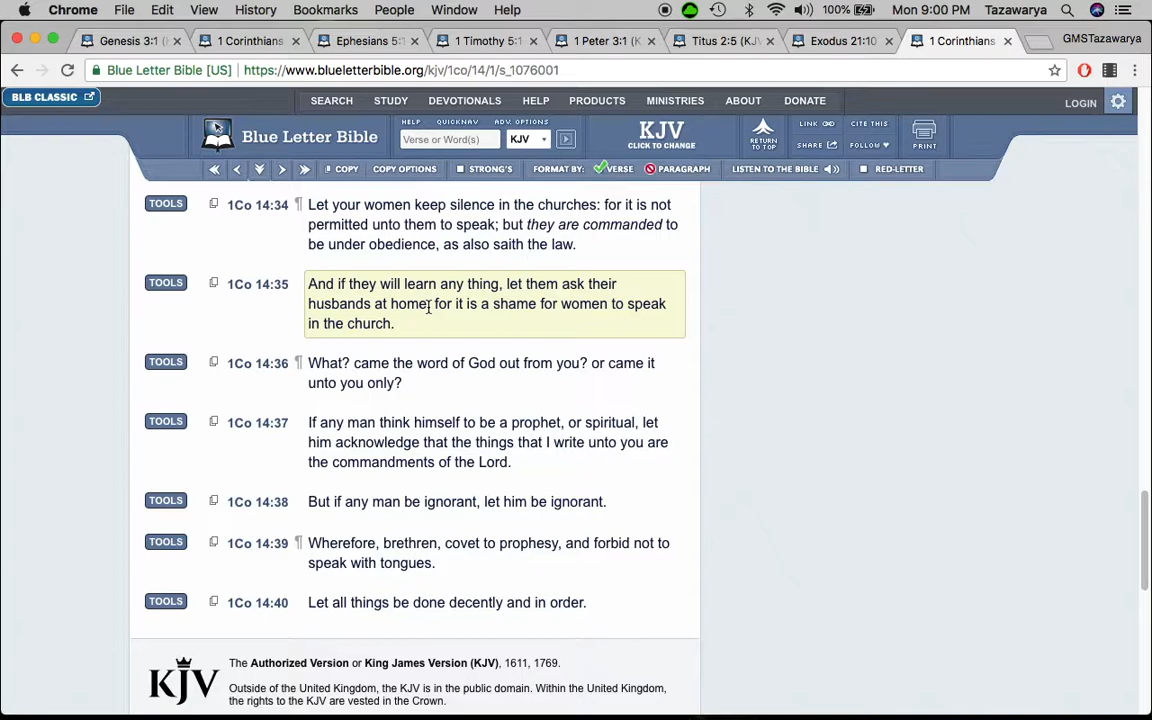 Chrome File Edit View History Bookmarks People Window Help 100% Mon 9:00 PM Tazawarya
Genesis 3:1 ( 1 Corinthians Ephesians 5: 1 Timothy 5:1 1 Peter 3:1 ( Titus 2:5 (KJ Exodus 21:10 1 Corinthians GMSTazawarya
Blue Letter Bible [US] https://www.blueletterbible.org/kjv/1co/14/1/s_1076001
BLB CLASSIC SEARCH STUDY DEVOTIONALS HELP PRODUCTS MINISTRIES ABOUT DONATE LOGIN
HELP QUICKNAV ADV. OPTIONS
Blue Letter Bible Verse or Word(s) KJV KJV CLICK TO CHANGE RETURN TO TOP LINK CITE THIS SHARE FOLLOW PRINT
COPY COPY OPTIONS STRONG'S FORMAT BY: VERSE PARAGRAPH LISTEN TO THE BIBLE RED-LETTER
TOOLS 1Co 14:34 ¶ Let your women keep silence in the churches: for it is not
permitted unto them to speak; but they are commanded to
be under obedience, as also saith the law.
TOOLS 1Co 14:35 And if they will learn any thing, let them ask their
husbands at home: for it is a shame for women to speak
in the church.
TOOLS 1Co 14:36 ¶ What? came the word of God out from you? or came it
unto you only?
TOOLS 1Co 14:37 If any man think himself to be a prophet, or spiritual, let
him acknowledge that the things that I write unto you are
the commandments of the Lord.
TOOLS 1Co 14:38 But if any man be ignorant, let him be ignorant.
TOOLS 1Co 14:39 ¶ Wherefore, brethren, covet to prophesy, and forbid not to
speak with tongues.
TOOLS 1Co 14:40 Let all things be done decently and in order.
KJV The Authorized Version or King James Version (KJV), 1611, 1769.
Outside of the United Kingdom, the KJV is in the public domain. Within the United Kingdom,
the rights to the KJV are vested in the Crown.